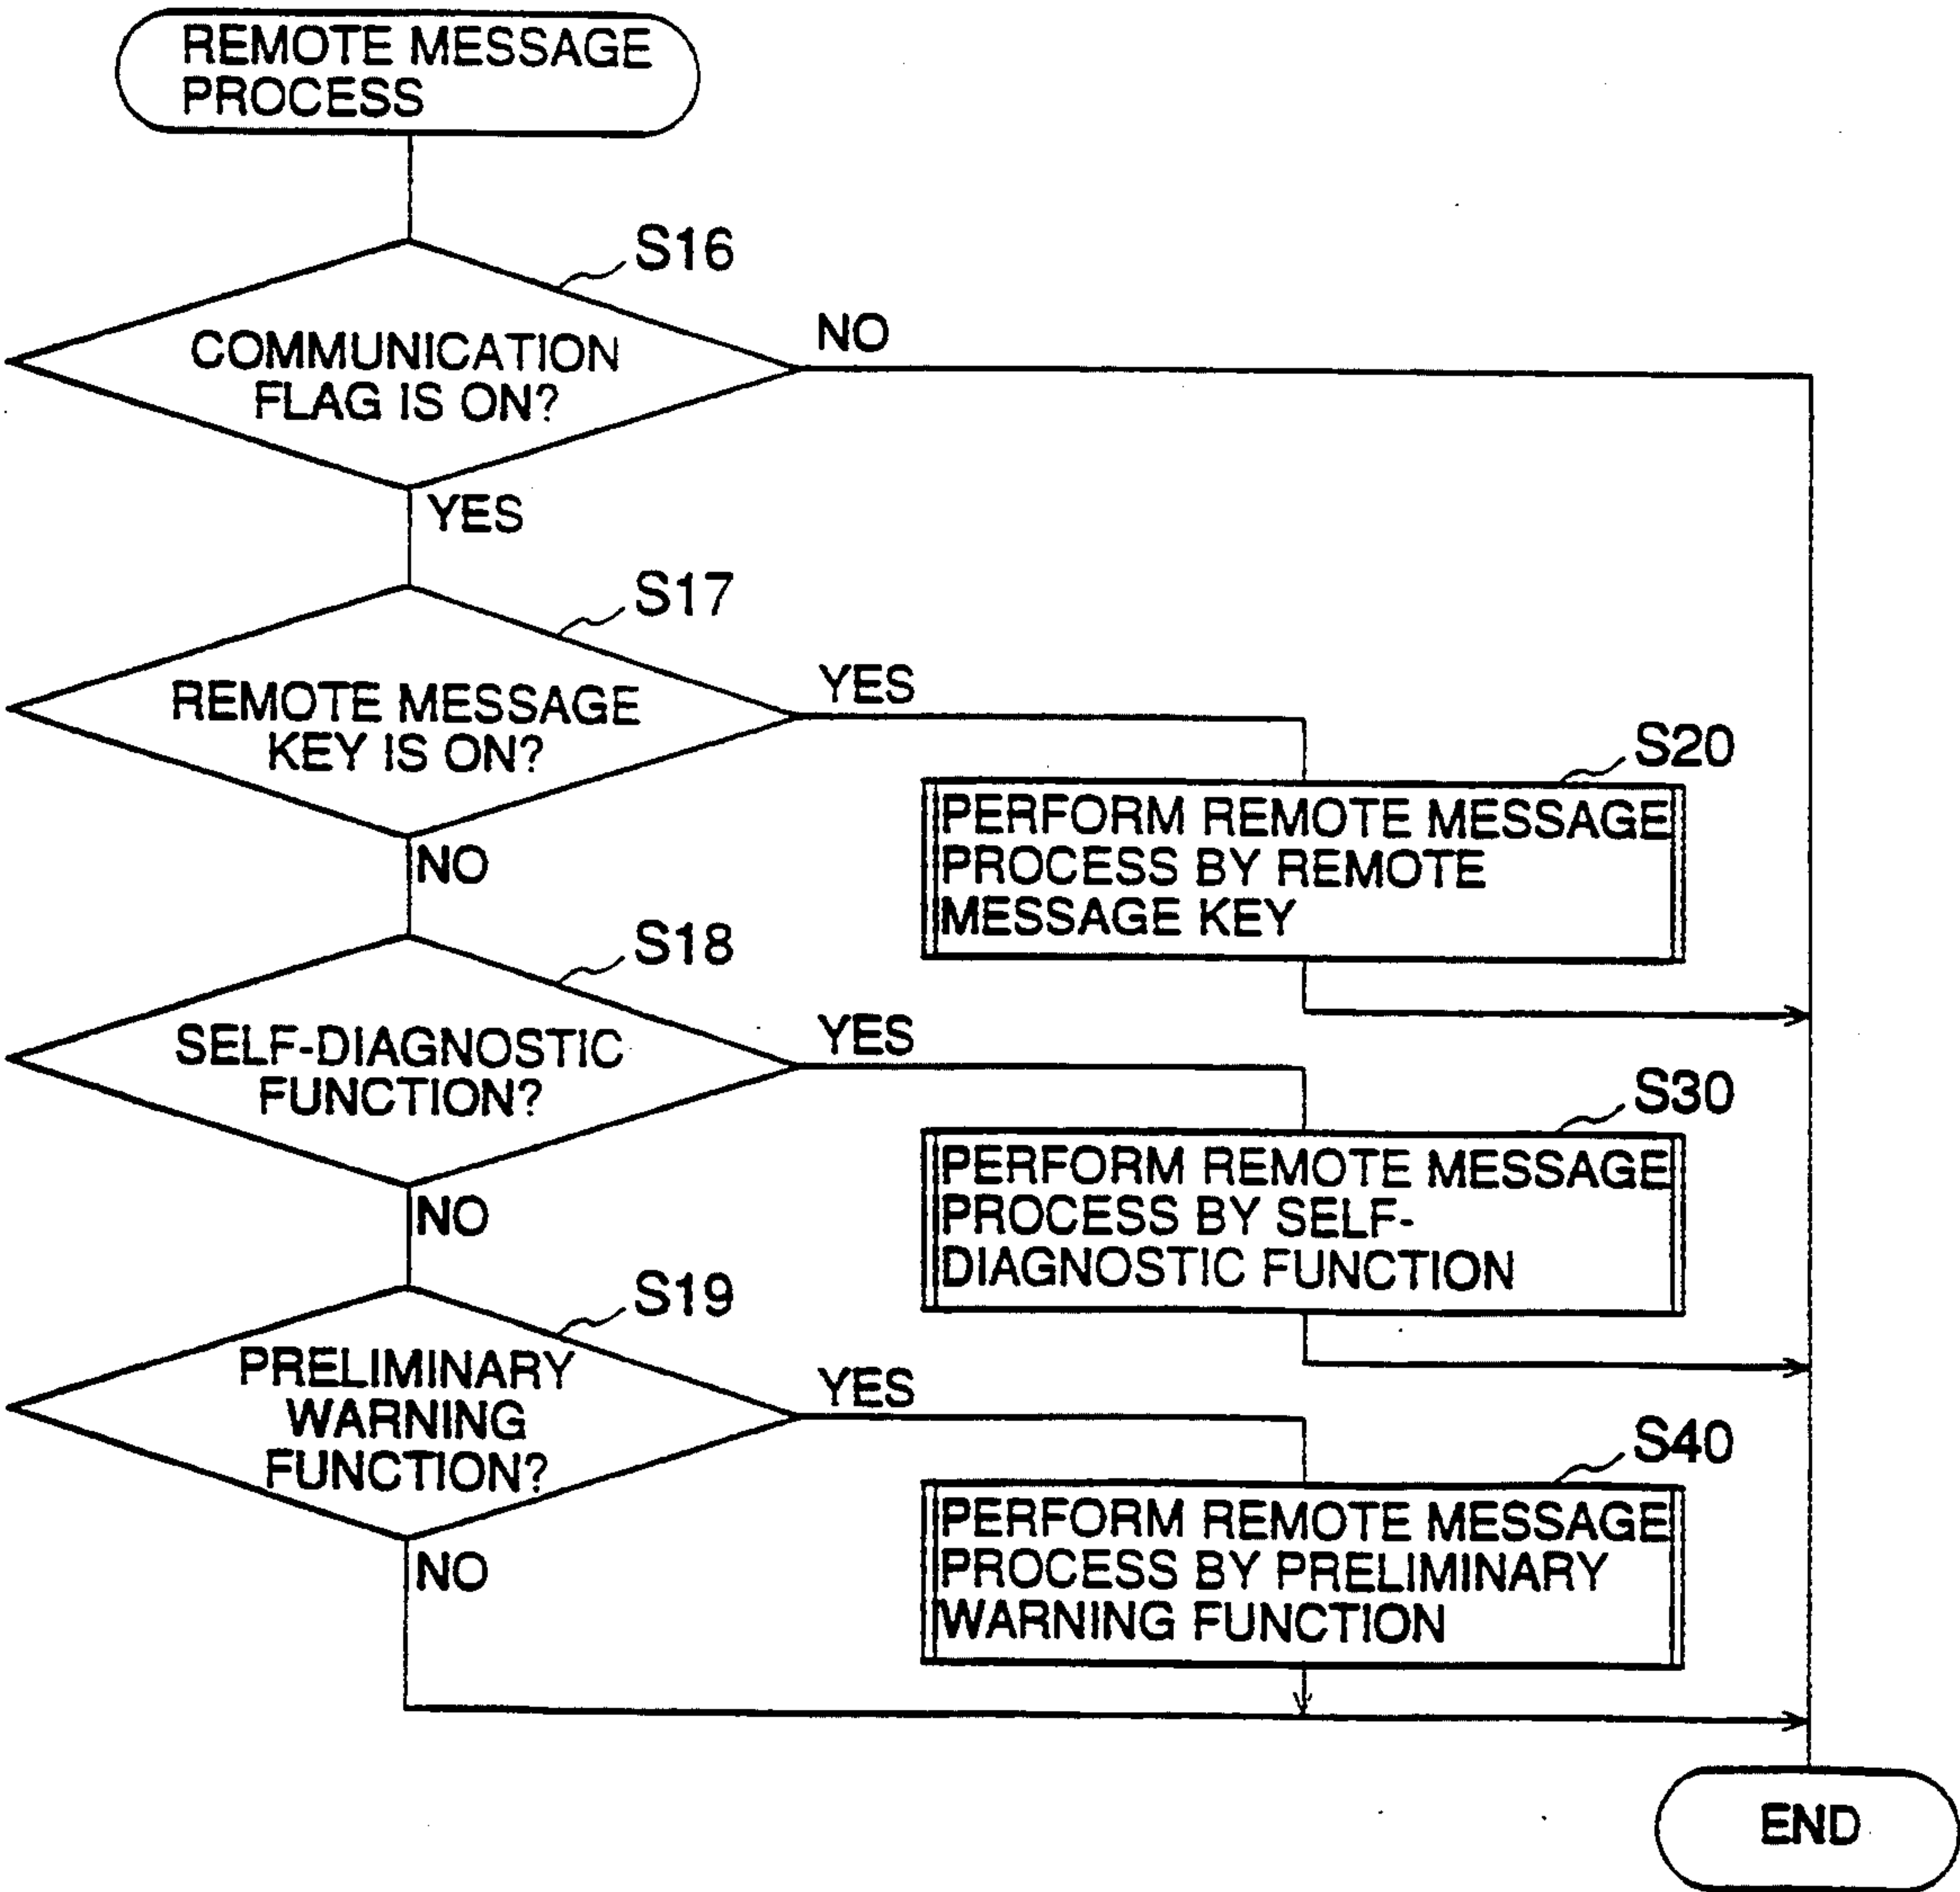 REMOTE MESSAGE
PROCESS
S16
COMMUNICATION
FLAG IS ON?
NO
YES
S17
REMOTE MESSAGE
KEY IS ON?
YES
NO
S20
PERFORM REMOTE MESSAGE
PROCESS BY REMOTE
MESSAGE KEY
S18
SELF-DIAGNOSTIC
FUNCTION?
YES
NO
S30
PERFORM REMOTE MESSAGE
PROCESS BY SELF-
DIAGNOSTIC FUNCTION
S19
PRELIMINARY
WARNING
FUNCTION?
YES
NO
S40
PERFORM REMOTE MESSAGE
PROCESS BY PRELIMINARY
WARNING FUNCTION
END